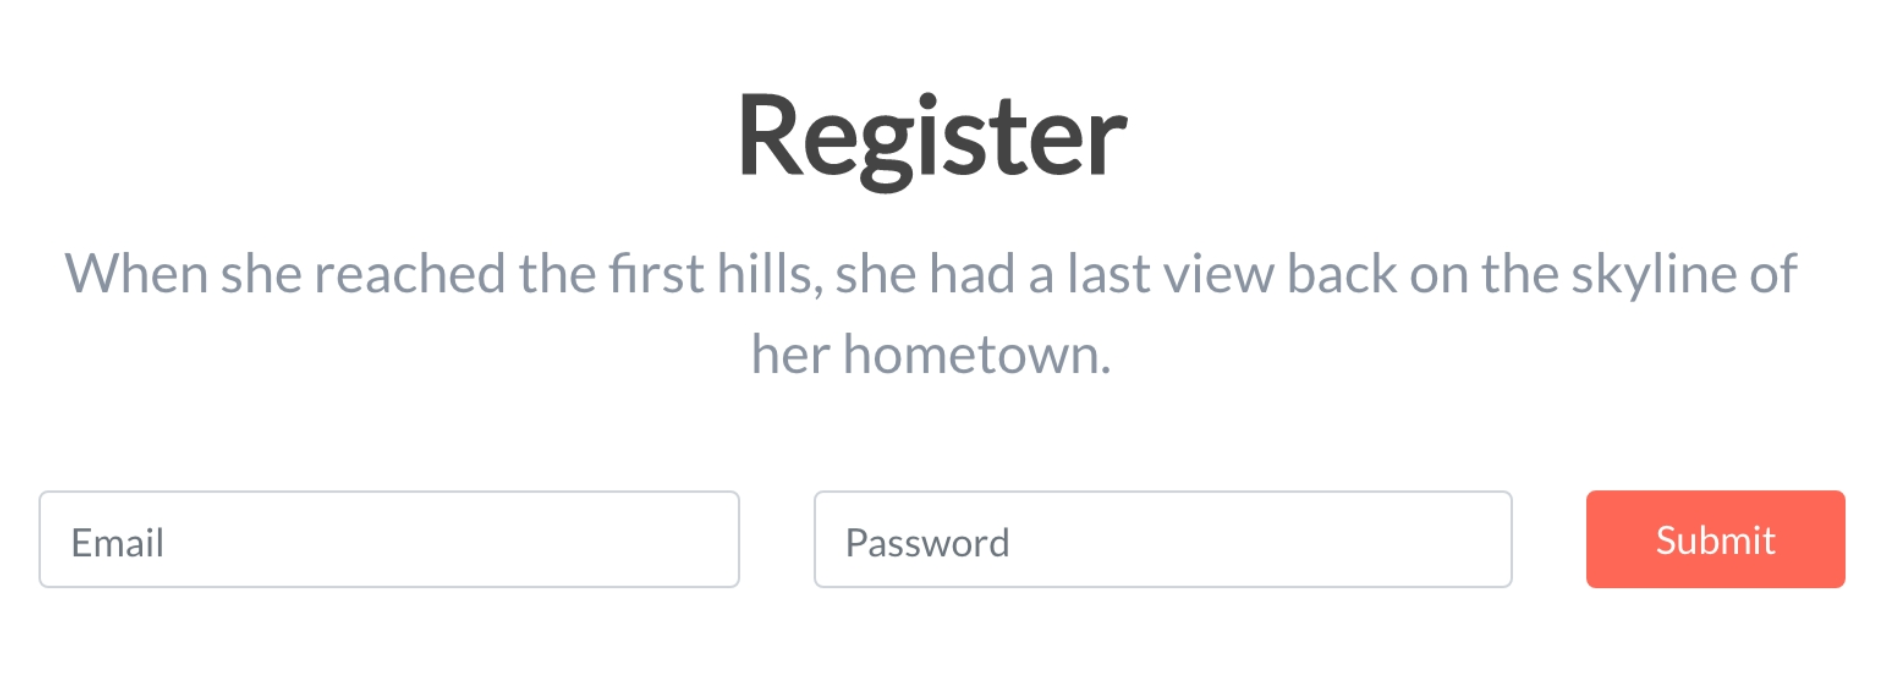 Register
When she reached the first hills, she had a last view back on the skyline of
her hometown.
Email
Password
Submit